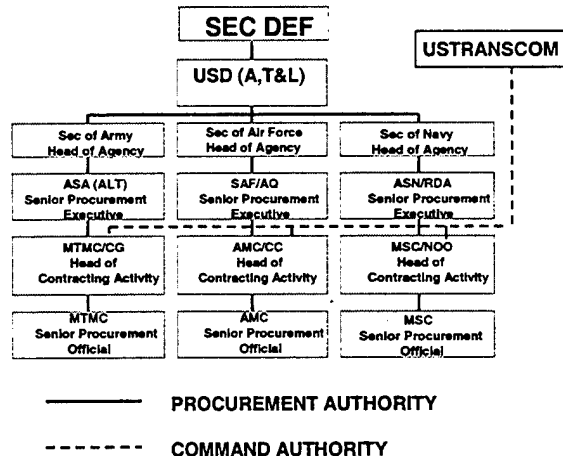 SEC DEF
USTRANSCOM
USD (A,T&L)
Sec of Army
Head of Agency
Sec of Air Force
Head of Agency
Sec of Navy
Head of Agency
ASA (ALT)
Senior Procurement
Executive
SAF/AQ
Senior Procurement
Executive
ASN/RDA
Senior Procurement
Executive
MTMC/CG
Head of
Contracting Activity
AMC/CC
Head of
Contracting Activity
MSC/NOO
Head of
Contracting Activity
MTMC
Senior Procurement
Official
AMC
Senior Procurement
Official
MSC
Senior Procurement
Official
PROCUREMENT AUTHORITY
COMMAND AUTHORITY